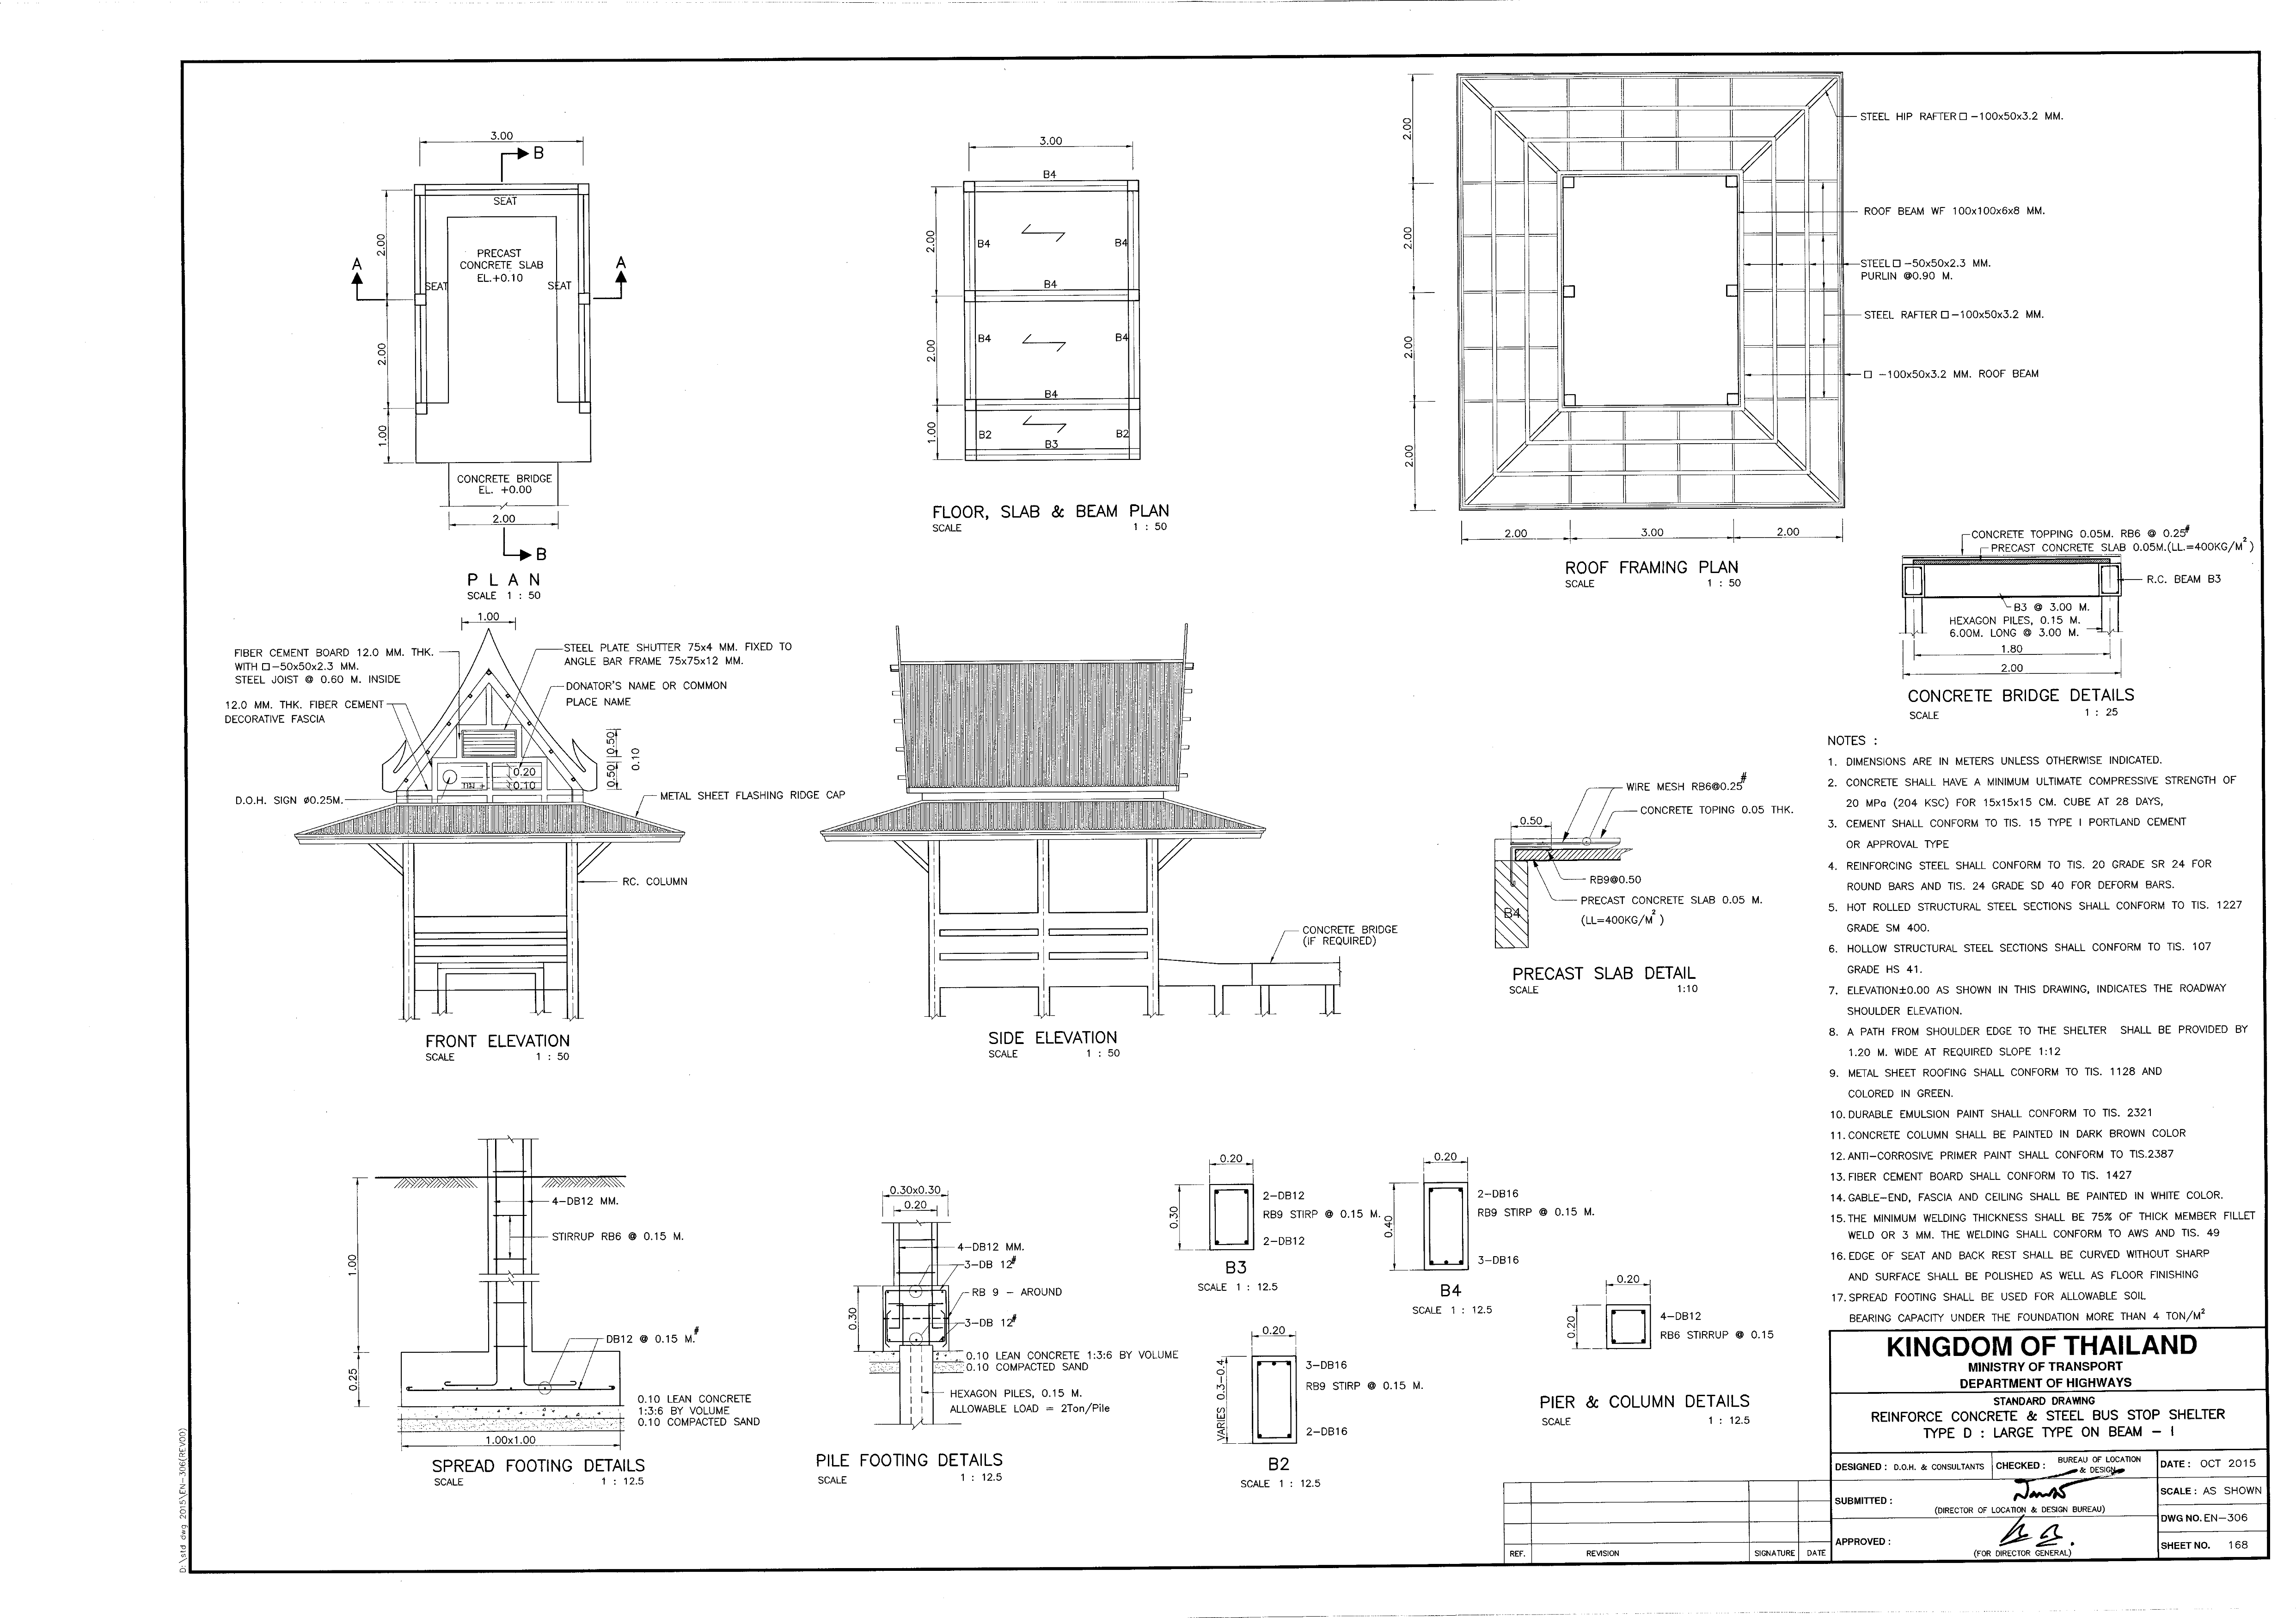 3.00
B
SEAT
PRECAST
CONCRETE SLAB
EL.+0.10
A
A
SEAT
SEAT
2.00
2.00
1.00
CONCRETE BRIDGE
EL. +0.00
2.00
B
P L A N
SCALE 1 : 50
3.00
B4
B4
B4
B4
B4
B4
B4
B2
B2
B3
2.00
2.00
1.00
FLOOR, SLAB & BEAM PLAN
SCALE 1 : 50
2.00
2.00
2.00
2.00
STEEL HIP RAFTER □ -100x50x3.2 MM.
ROOF BEAM WF 100x100x6x8 MM.
STEEL □ -50x50x2.3 MM.
PURLIN @0.90 M.
STEEL RAFTER □ -100x50x3.2 MM.
□ -100x50x3.2 MM. ROOF BEAM
2.00 3.00 2.00
ROOF FRAMING PLAN
SCALE 1 : 50
CONCRETE TOPPING 0.05M. RB6 @ 0.25#
PRECAST CONCRETE SLAB 0.05M.(LL.=400KG/M2)
R.C. BEAM B3
B3 @ 3.00 M.
HEXAGON PILES, 0.15 M.
6.00M. LONG @ 3.00 M.
1.80
2.00
CONCRETE BRIDGE DETAILS
SCALE 1 : 25
1.00
FIBER CEMENT BOARD 12.0 MM. THK.
WITH □-50x50x2.3 MM.
STEEL JOIST @ 0.60 M. INSIDE
12.0 MM. THK. FIBER CEMENT
DECORATIVE FASCIA
D.O.H. SIGN ø0.25M.
STEEL PLATE SHUTTER 75x4 MM. FIXED TO
ANGLE BAR FRAME 75x75x12 MM.
DONATOR'S NAME OR COMMON
PLACE NAME
0.50
0.10
0.50
0.20
0.10
METAL SHEET FLASHING RIDGE CAP
RC. COLUMN
FRONT ELEVATION
SCALE 1 : 50
CONCRETE BRIDGE
(IF REQUIRED)
SIDE ELEVATION
SCALE 1 : 50
WIRE MESH RB6@0.25#
CONCRETE TOPING 0.05 THK.
0.50
RB9@0.50
PRECAST CONCRETE SLAB 0.05 M.
(LL=400KG/M2)
B4
PRECAST SLAB DETAIL
SCALE 1:10
NOTES :
1. DIMENSIONS ARE IN METERS UNLESS OTHERWISE INDICATED.
2. CONCRETE SHALL HAVE A MINIMUM ULTIMATE COMPRESSIVE STRENGTH OF
20 MPa (204 KSC) FOR 15x15x15 CM. CUBE AT 28 DAYS,
3. CEMENT SHALL CONFORM TO TIS. 15 TYPE I PORTLAND CEMENT
OR APPROVAL TYPE
4. REINFORCING STEEL SHALL CONFORM TO TIS. 20 GRADE SR 24 FOR
ROUND BARS AND TIS. 24 GRADE SD 40 FOR DEFORM BARS.
5. HOT ROLLED STRUCTURAL STEEL SECTIONS SHALL CONFORM TO TIS. 1227
GRADE SM 400.
6. HOLLOW STRUCTURAL STEEL SECTIONS SHALL CONFORM TO TIS. 107
GRADE HS 41.
7. ELEVATION±0.00 AS SHOWN IN THIS DRAWING, INDICATES THE ROADWAY
SHOULDER ELEVATION.
8. A PATH FROM SHOULDER EDGE TO THE SHELTER SHALL BE PROVIDED BY
1.20 M. WIDE AT REQUIRED SLOPE 1:12
9. METAL SHEET ROOFING SHALL CONFORM TO TIS. 1128 AND
COLORED IN GREEN.
10. DURABLE EMULSION PAINT SHALL CONFORM TO TIS. 2321
11. CONCRETE COLUMN SHALL BE PAINTED IN DARK BROWN COLOR
12. ANTI-CORROSIVE PRIMER PAINT SHALL CONFORM TO TIS.2387
13. FIBER CEMENT BOARD SHALL CONFORM TO TIS. 1427
14. GABLE-END, FASCIA AND CEILING SHALL BE PAINTED IN WHITE COLOR.
15. THE MINIMUM WELDING THICKNESS SHALL BE 75% OF THICK MEMBER FILLET
WELD OR 3 MM. THE WELDING SHALL CONFORM TO AWS AND TIS. 49
16. EDGE OF SEAT AND BACK REST SHALL BE CURVED WITHOUT SHARP
AND SURFACE SHALL BE POLISHED AS WELL AS FLOOR FINISHING
17. SPREAD FOOTING SHALL BE USED FOR ALLOWABLE SOIL
BEARING CAPACITY UNDER THE FOUNDATION MORE THAN 4 TON/M2
1.00
0.25
4-DB12 MM.
STIRRUP RB6 @ 0.15 M.
DB12 @ 0.15 M.#
0.10 LEAN CONCRETE
1:3:6 BY VOLUME
0.10 COMPACTED SAND
1.00x1.00
SPREAD FOOTING DETAILS
SCALE 1 : 12.5
0.30x0.30
0.20
0.30
4-DB12 MM.
3-DB 12#
RB 9 - AROUND
3-DB 12#
0.10 LEAN CONCRETE 1:3:6 BY VOLUME
0.10 COMPACTED SAND
HEXAGON PILES, 0.15 M.
ALLOWABLE LOAD = 2Ton/Pile
PILE FOOTING DETAILS
SCALE 1 : 12.5
0.20
0.30
2-DB12
RB9 STIRP @ 0.15 M.
2-DB12
B3
SCALE 1 : 12.5
0.20
0.40
2-DB16
RB9 STIRP @ 0.15 M.
3-DB16
B4
SCALE 1 : 12.5
0.20
VARIES 0.3-0.4
3-DB16
RB9 STIRP @ 0.15 M.
2-DB16
B2
SCALE 1 : 12.5
0.20
0.20
4-DB12
RB6 STIRRUP @ 0.15
PIER & COLUMN DETAILS
SCALE 1 : 12.5
KINGDOM OF THAILAND
MINISTRY OF TRANSPORT
DEPARTMENT OF HIGHWAYS
STANDARD DRAWING
REINFORCE CONCRETE & STEEL BUS STOP SHELTER
TYPE D : LARGE TYPE ON BEAM - I
DESIGNED : D.O.H. & CONSULTANTS
CHECKED : BUREAU OF LOCATION
& DESIGN
DATE : OCT 2015
SUBMITTED :
(DIRECTOR OF LOCATION & DESIGN BUREAU)
SCALE : AS SHOWN
DWG NO. EN-306
APPROVED :
(FOR DIRECTOR GENERAL)
SHEET NO. 168
REF. REVISION SIGNATURE DATE
D:\std dwg 2015\EN-306(REV00)